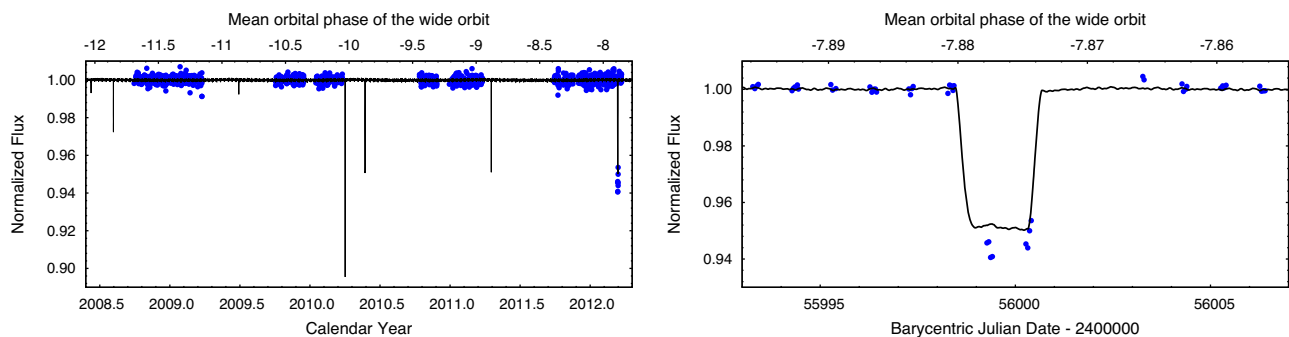 Mean orbital phase of the wide orbit
-12 -11.5 -11 -10.5 -10 -9.5 -9 -8.5 -8
1.00
0.98
0.96
0.94
0.92
0.90
Normalized Flux
2008.5 2009.0 2009.5 2010.0 2010.5 2011.0 2011.5 2012.0
Calendar Year
Mean orbital phase of the wide orbit
-7.89 -7.88 -7.87 -7.86
1.00
0.98
0.96
0.94
Normalized Flux
55995 56000 56005
Barycentric Julian Date - 2400000